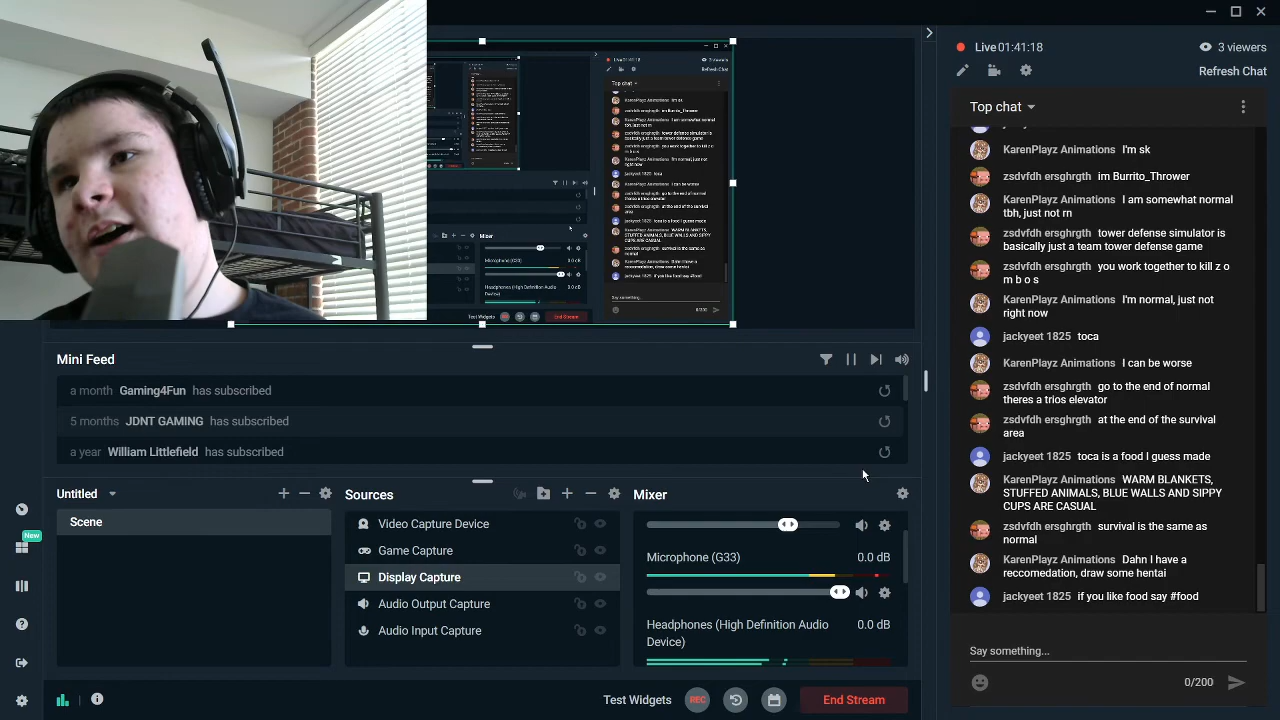 Live 01:41:18
3 viewers
Refresh Chat
Top chat
KarenPlayz Animations I'm sk
zsdvfdh ersghrgth im Burrito_Thrower
KarenPlayz Animations I am somewhat normal
tbh, just not rn
zsdvfdh ersghrgth tower defense simulator is
basically just a team tower defense game
zsdvfdh ersghrgth you work together to kill z o
m b o s
KarenPlayz Animations I'm normal, just not
right now
jackyeet 1825 toca
KarenPlayz Animations I can be worse
zsdvfdh ersghrgth go to the end of normal
theres a trios elevator
zsdvfdh ersghrgth at the end of the survival
area
jackyeet 1825 toca is a food I guess made
KarenPlayz Animations WARM BLANKETS,
STUFFED ANIMALS, BLUE WALLS AND SIPPY
CUPS ARE CASUAL
zsdvfdh ersghrgth survival is the same as
normal
KarenPlayz Animations Dahn I have a
reccomedation, draw some hentai
jackyeet 1825 if you like food say #food
Say something...
0/200
Mini Feed
a month Gaming4Fun has subscribed
5 months JDNT GAMING has subscribed
a year William Littlefield has subscribed
New
Untitled
Scene
Sources
Video Capture Device
Game Capture
Display Capture
Audio Output Capture
Audio Input Capture
Mixer
Microphone (G33) 0.0 dB
Headphones (High Definition Audio
Device) 0.0 dB
Test Widgets
REC
End Stream